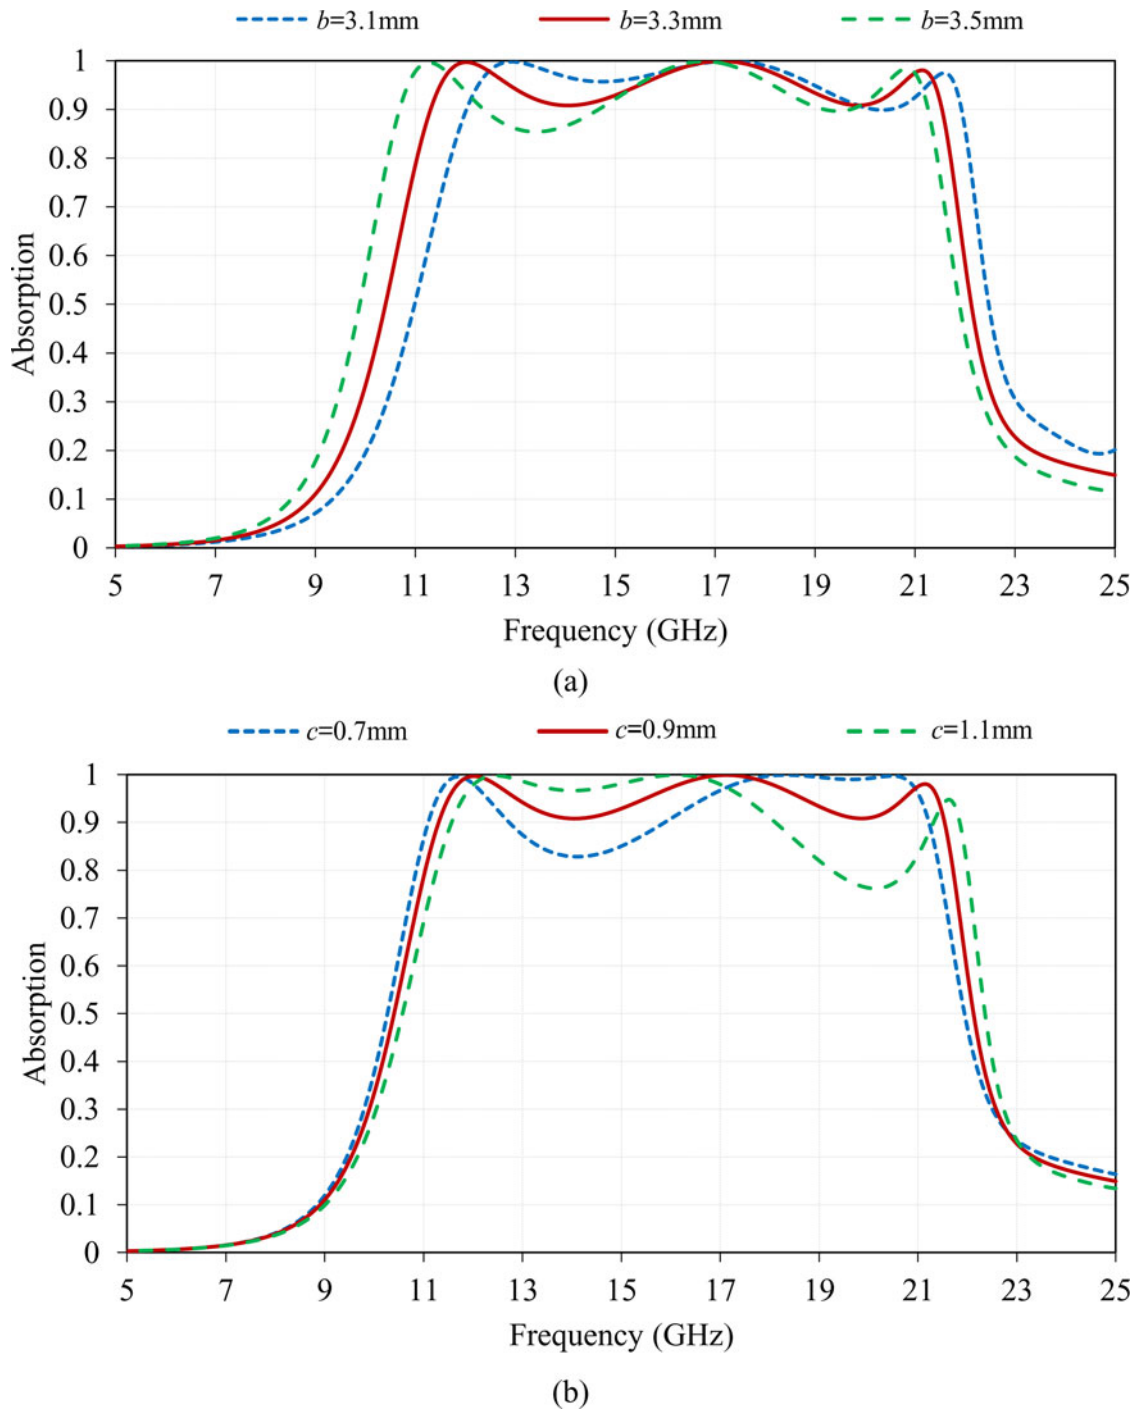 b=3.1mm b=3.3mm b=3.5mm
1
0.9
0.8
0.7
0.6
0.5
0.4
0.3
0.2
0.1
0
Absorption
5 7 9 11 13 15 17 19 21 23 25
Frequency (GHz)
(a)
c=0.7mm c=0.9mm c=1.1mm
1
0.9
0.8
0.7
0.6
0.5
0.4
0.3
0.2
0.1
0
Absorption
5 7 9 11 13 15 17 19 21 23 25
Frequency (GHz)
(b)